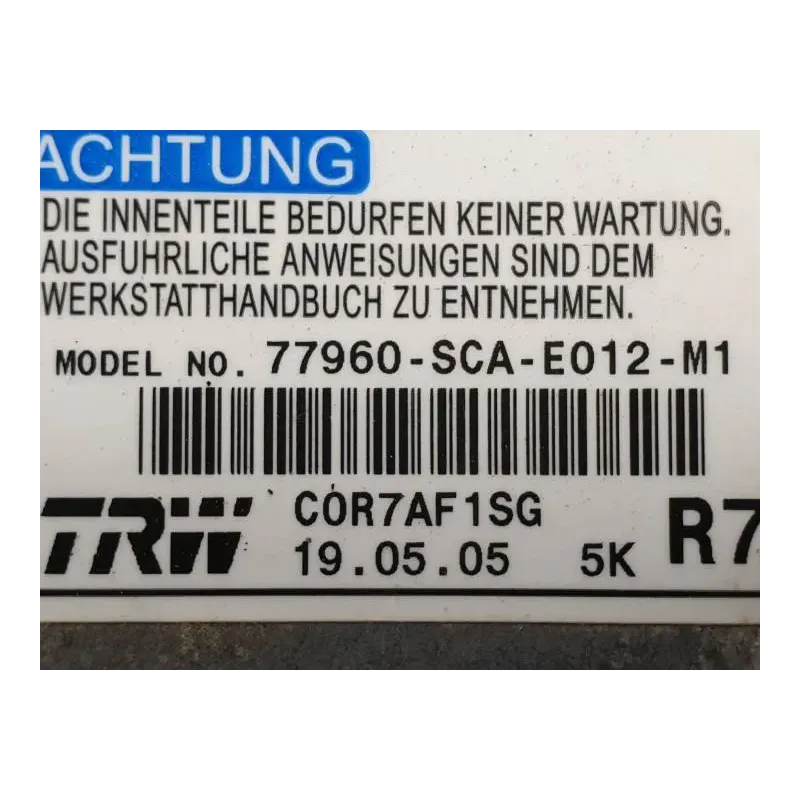 ACHTUNG
DIE INNENTEILE BEDURFEN KEINER WARTUNG.
AUSFUHRLICHE ANWEISUNGEN SIND DEM
WERKSTATTHANDBUCH ZU ENTNEHMEN.
MODEL NO. 77960-SCA-E012-M1
TRW C0R7AF1SG
19.05.05 5K R7